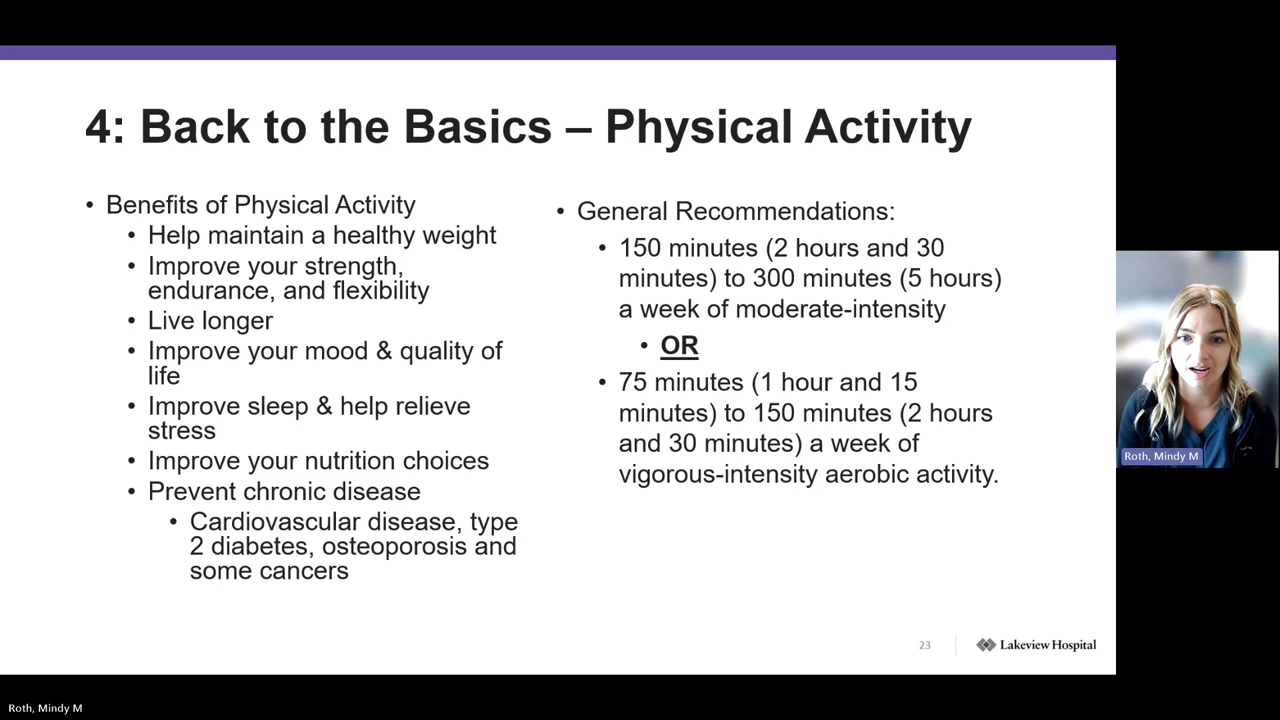 4: Back to the Basics – Physical Activity
• Benefits of Physical Activity
• Help maintain a healthy weight
• Improve your strength,
endurance, and flexibility
• Live longer
• Improve your mood & quality of
life
• Improve sleep & help relieve
stress
• Improve your nutrition choices
• Prevent chronic disease
• Cardiovascular disease, type
2 diabetes, osteoporosis and
some cancers
• General Recommendations:
• 150 minutes (2 hours and 30
minutes) to 300 minutes (5 hours)
a week of moderate-intensity
• OR
• 75 minutes (1 hour and 15
minutes) to 150 minutes (2 hours
and 30 minutes) a week of
vigorous-intensity aerobic activity.
23
Lakeview Hospital
Roth, Mindy M
Roth, Mindy M